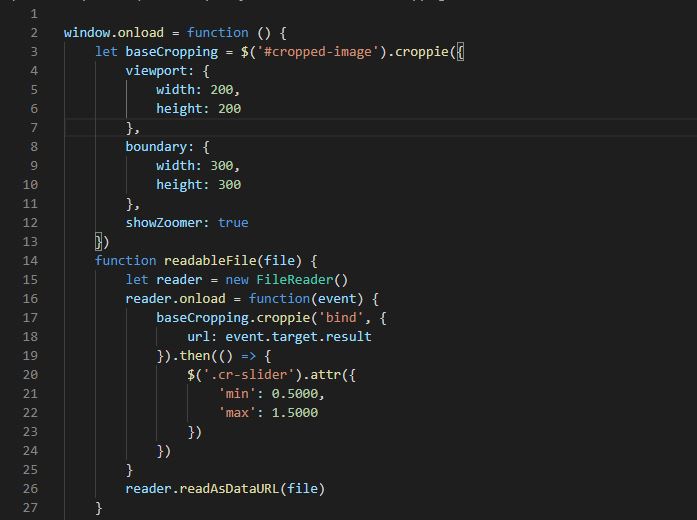 1
2 window.onload = function () {
3 let baseCropping = $('#cropped-image').croppie({
4 viewport: {
5 width: 200,
6 height: 200
7 },
8 boundary: {
9 width: 300,
10 height: 300
11 },
12 showZoomer: true
13 })
14 function readableFile(file) {
15 let reader = new FileReader()
16 reader.onload = function(event) {
17 baseCropping.croppie('bind', {
18 url: event.target.result
19 }).then(() => {
20 $('.cr-slider').attr({
21 'min': 0.5000,
22 'max': 1.5000
23 })
24 })
25 }
26 reader.readAsDataURL(file)
27 }